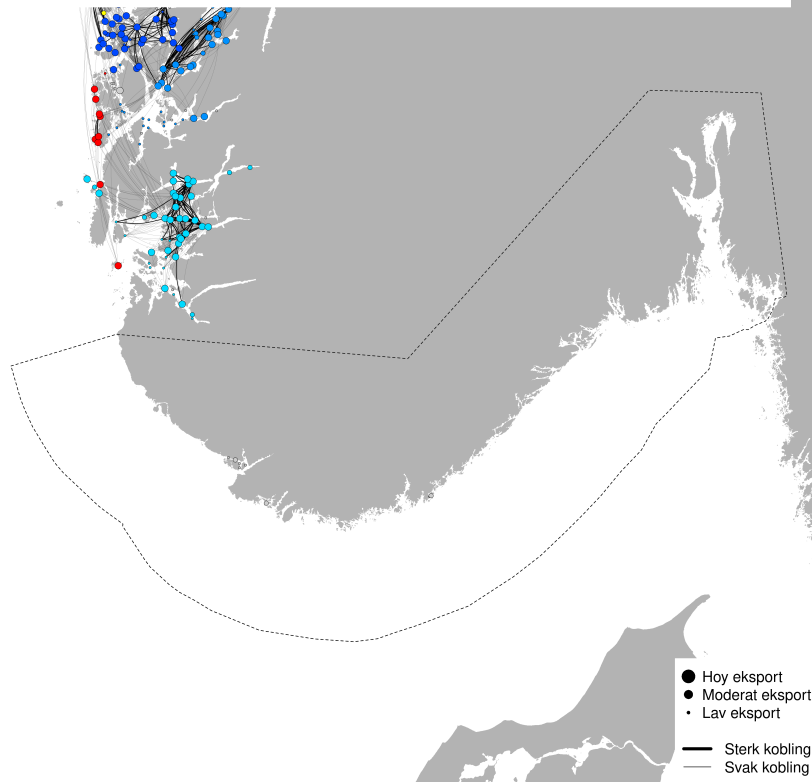 Hoy eksport
Moderat eksport
Lav eksport
Sterk kobling
Svak kobling